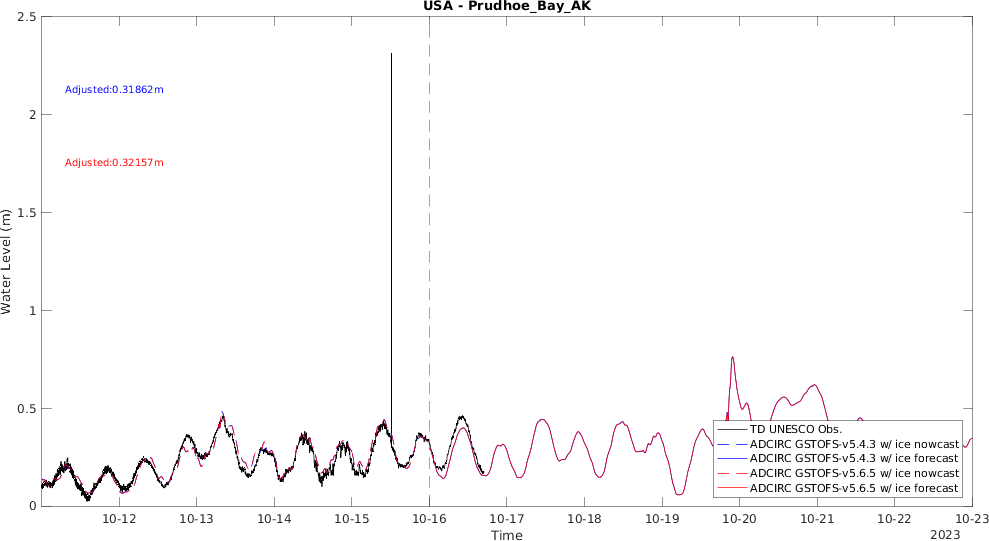 USA - Prudhoe_Bay_AK
2.5
2
1.5
1
0.5
0
Water Level (m)
Adjusted:0.31862m
Adjusted:0.32157m
TD UNESCO Obs.
ADCIRC GSTOFS-v5.4.3 w/ ice nowcast
ADCIRC GSTOFS-v5.4.3 w/ ice forecast
ADCIRC GSTOFS-v5.6.5 w/ ice nowcast
ADCIRC GSTOFS-v5.6.5 w/ ice forecast
10-12 10-13 10-14 10-15 10-16 10-17 10-18 10-19 10-20 10-21 10-22 10-23
Time
2023